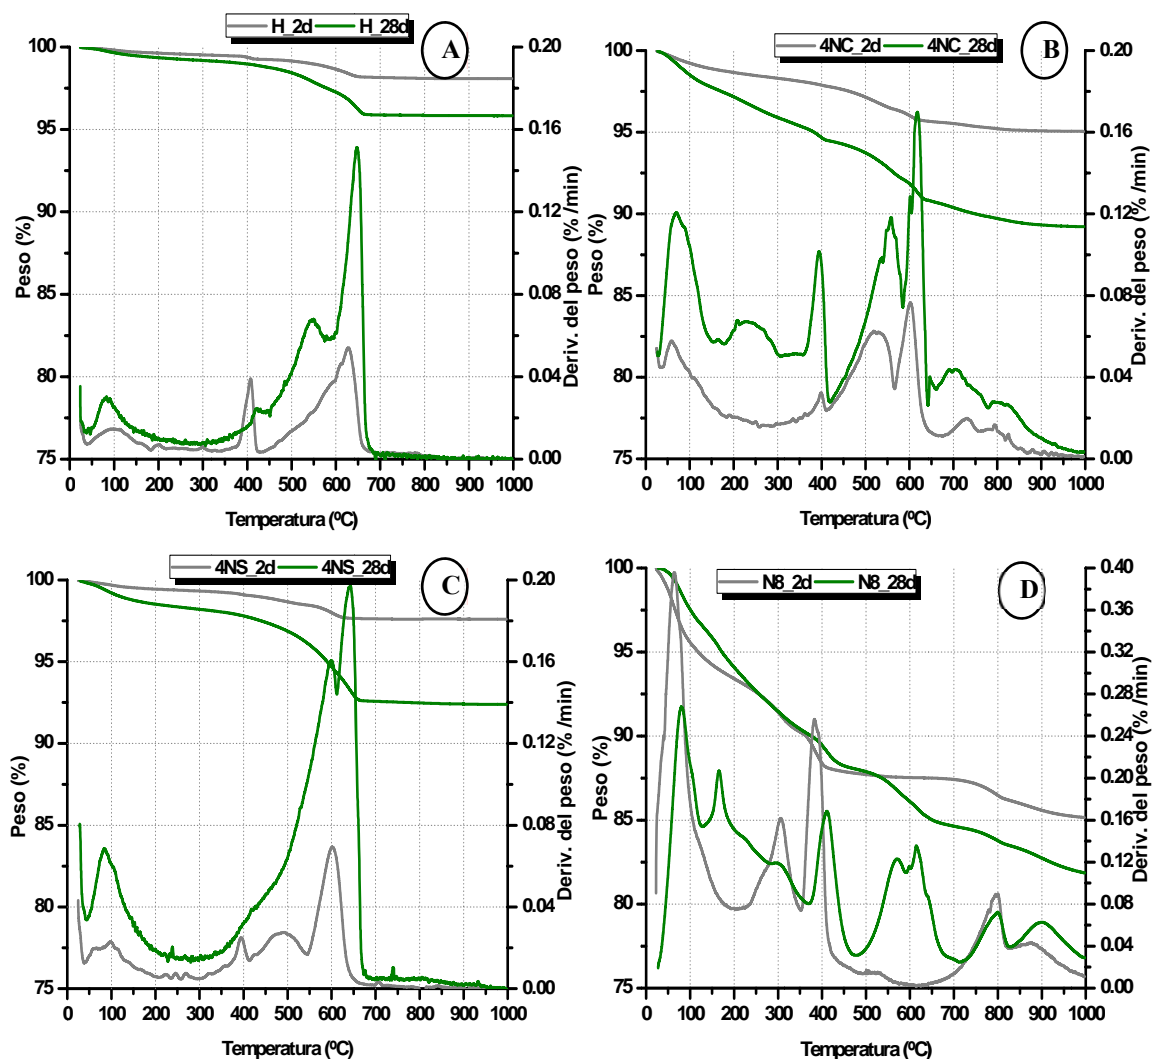 H_2d H_28d
A
100
95
90
85
80
75
0.20
0.16
0.12
0.08
0.04
0.00
Peso (%)
Deriv. del peso (% /min)
0 100 200 300 400 500 600 700 800 900 1000
Temperatura (ºC)
4NC_2d 4NC_28d
B
100
95
90
85
80
75
0.20
0.16
0.12
0.08
0.04
0.00
Peso (%)
Deriv. del peso (% /min)
0 100 200 300 400 500 600 700 800 900 1000
Temperatura (ºC)
4NS_2d 4NS_28d
C
100
95
90
85
80
75
0.20
0.16
0.12
0.08
0.04
0.00
Peso (%)
Deriv. del peso (% /min)
0 100 200 300 400 500 600 700 800 900 1000
Temperatura (ºC)
N8_2d N8_28d
D
100
95
90
85
80
75
0.40
0.36
0.32
0.28
0.24
0.20
0.16
0.12
0.08
0.04
0.00
Peso (%)
Deriv. del peso (% /min)
0 100 200 300 400 500 600 700 800 900 1000
Temperatura (ºC)